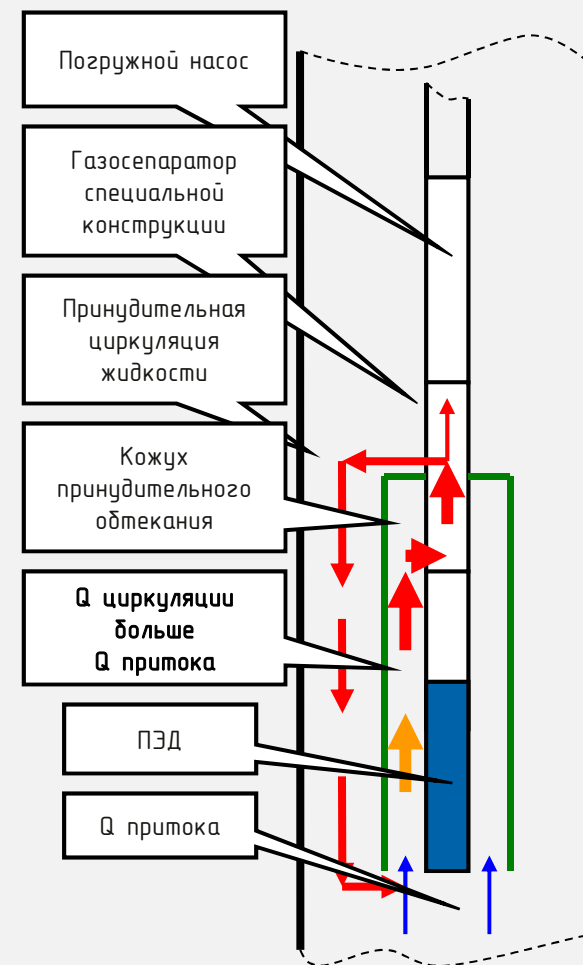 Погружной насос
Газосепаратор
специальной
конструкции
Принудительная
циркуляция
жидкости
Кожух
принудительного
обтекания
Q циркуляции
больше
Q притока
ПЭД
Q притока